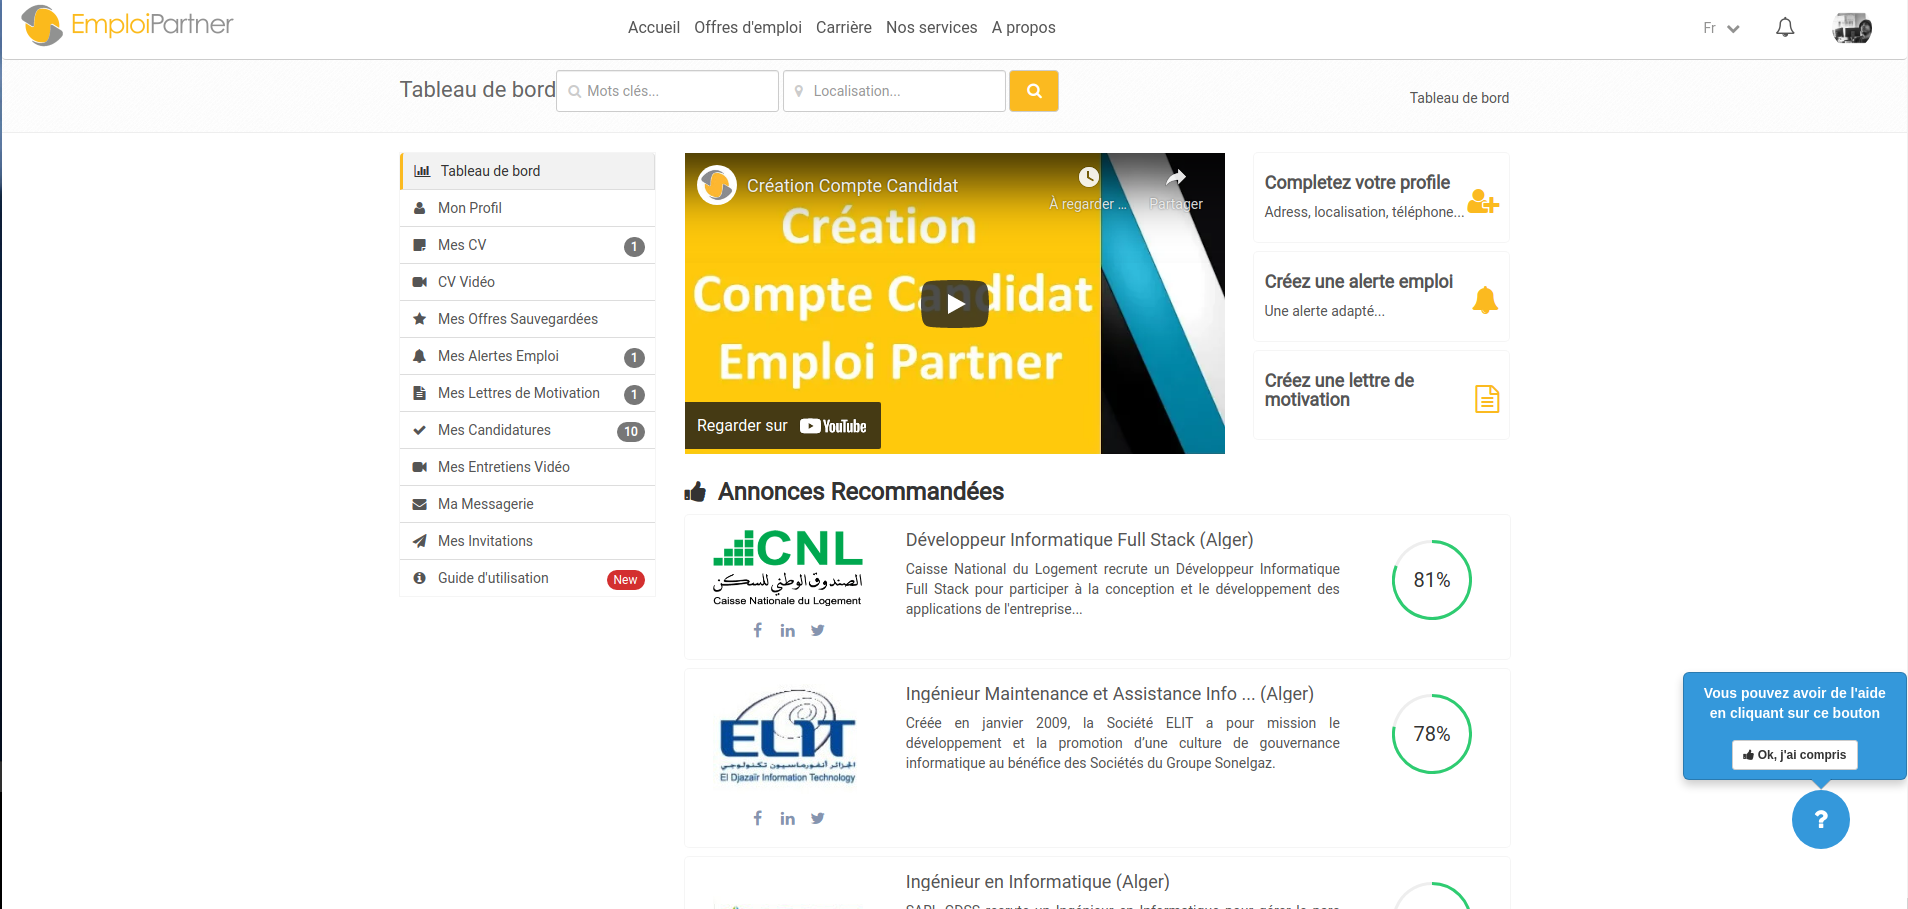 EmploiPartner
Accueil Offres d'emploi Carrière Nos services A propos
Fr
Tableau de bord
Mots clés...
Localisation...
Tableau de bord
Tableau de bord
Mon Profil
Mes CV 1
CV Vidéo
Mes Offres Sauvegardées
Mes Alertes Emploi 1
Mes Lettres de Motivation 1
Mes Candidatures 10
Mes Entretiens Vidéo
Ma Messagerie
Mes Invitations
Guide d'utilisation New
Création Compte Candidat
À regarder ...
Partager
Création
Compte Candidat
Emploi Partner
Regarder sur YouTube
Completez votre profile
Adress, localisation, téléphone...
Créez une alerte emploi
Une alerte adapté...
Créez une lettre de
motivation
Annonces Recommandées
CNL
الصندوق الوطني للسكن
Caisse Nationale du Logement
Développeur Informatique Full Stack (Alger)
Caisse National du Logement recrute un Développeur Informatique
Full Stack pour participer à la conception et le développement des
applications de l'entreprise...
81%
ELIT
الجزائر أنفورماسيون تكنولوجي
El Djazaïr Information Technology
Ingénieur Maintenance et Assistance Info ... (Alger)
Créée en janvier 2009, la Société ELIT a pour mission le
développement et la promotion d'une culture de gouvernance
informatique au bénéfice des Sociétés du Groupe Sonelgaz.
78%
Ingénieur en Informatique (Alger)
Vous pouvez avoir de l'aide
en cliquant sur ce bouton
Ok, j'ai compris
?